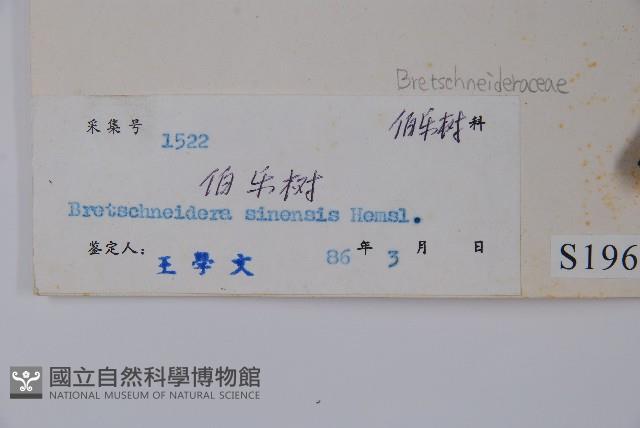 Bretschneideraceae
采集号 1522 伯乐树科
伯乐树
Bretschneidera sinensis Hemsl.
鉴定人: 王學文 86年3月 日
S196
國立自然科學博物館
NATIONAL MUSEUM OF NATURAL SCIENCE